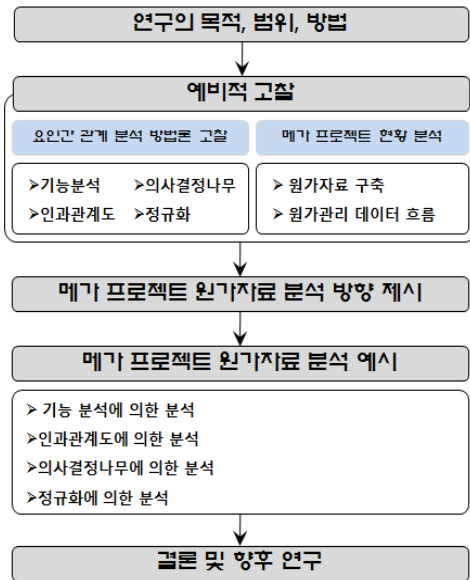 연구의 목적, 범위, 방법
예비적 고찰
요인간 관계 분석 방법론 고찰
➢기능분석 ➢의사결정나무
➢인과관계도 ➢정규화
메가 프로젝트 현황 분석
➢ 원가자료 구축
➢ 원가관리 데이터 흐름
메가 프로젝트 원가자료 분석 방향 제시
메가 프로젝트 원가자료 분석 예시
➢ 기능 분석에 의한 분석
➢인과관계도에 의한 분석
➢의사결정나무에 의한 분석
➢정규화에 의한 분석
결론 및 향후 연구